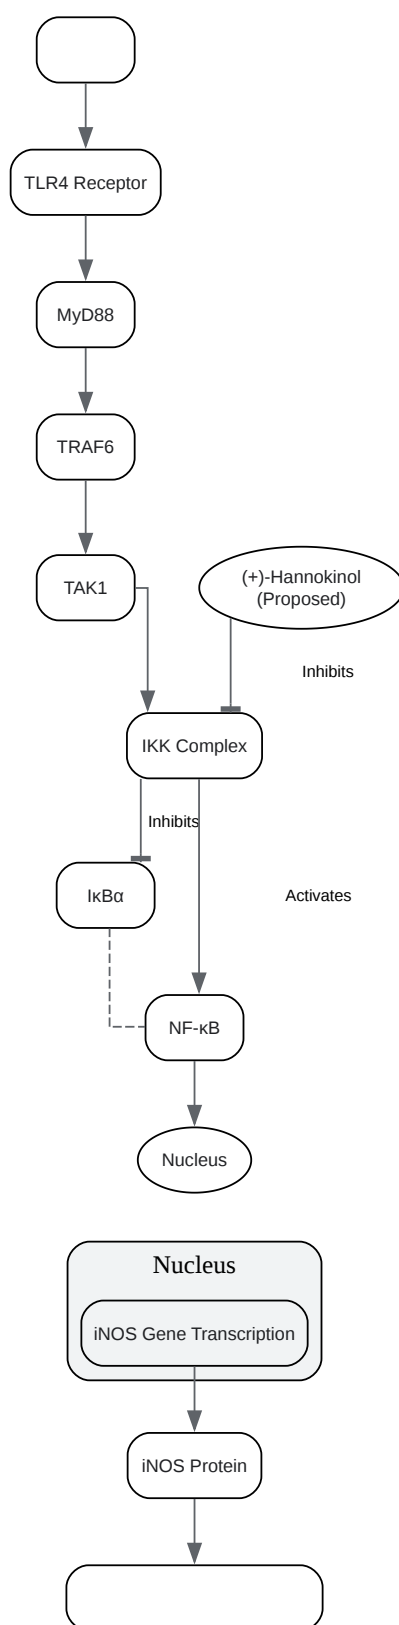 TLR4 Receptor
MyD88
TRAF6
TAK1
(+)-Hannokinol
(Proposed)
Inhibits
IKK Complex
Inhibits
IκBα
Activates
NF-κB
Nucleus
Nucleus
iNOS Gene Transcription
iNOS Protein